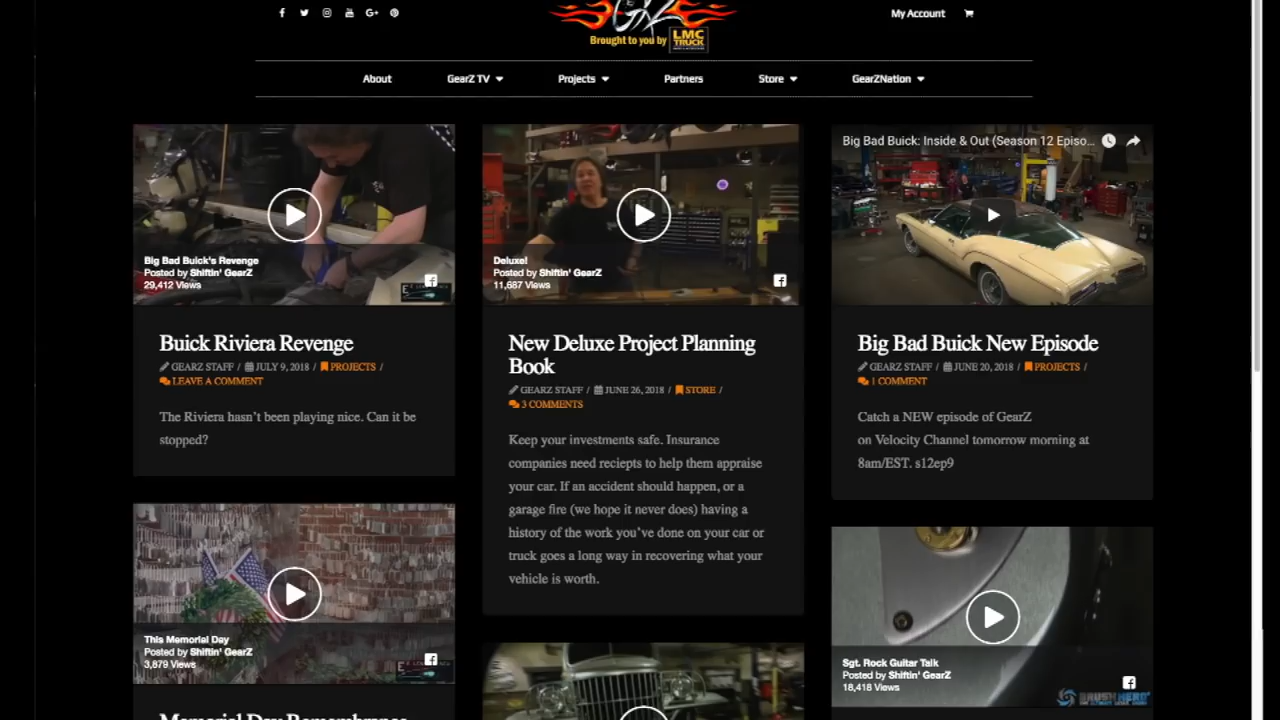 GearZ
Brought to you by LMC TRUCK
My Account
About GearZ TV Projects Partners Store GearZNation
Big Bad Buick's Revenge
Posted by Shiftin' GearZ
29,412 Views
Buick Riviera Revenge
GEARZ STAFF / JULY 9, 2018 / PROJECTS /
LEAVE A COMMENT
The Riviera hasn't been playing nice. Can it be
stopped?
This Memorial Day
Posted by Shiftin' GearZ
3,879 Views
Memorial Day Remembrance
Deluxe!
Posted by Shiftin' GearZ
11,687 Views
New Deluxe Project Planning
Book
GEARZ STAFF / JUNE 26, 2018 / STORE /
3 COMMENTS
Keep your investments safe. Insurance
companies need reciepts to help them appraise
your car. If an accident should happen, or a
garage fire (we hope it never does) having a
history of the work you've done on your car or
truck goes a long way in recovering what your
vehicle is worth.
Big Bad Buick: Inside & Out (Season 12 Episo...
Big Bad Buick New Episode
GEARZ STAFF / JUNE 20, 2018 / PROJECTS /
1 COMMENT
Catch a NEW episode of GearZ
on Velocity Channel tomorrow morning at
8am/EST. s12ep9
Sgt. Rock Guitar Talk
Posted by Shiftin' GearZ
18,418 Views
BRUSH HERO